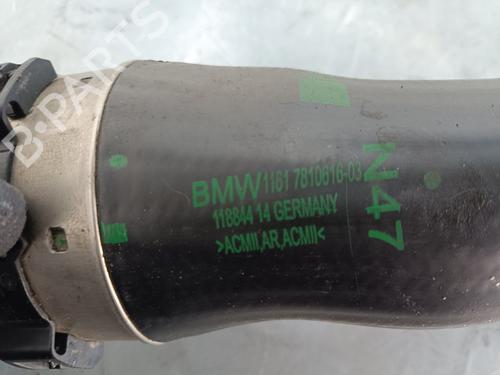 BMW 1161 7810616-03
118844 14 GERMANY
>ACMII,AR,ACMII<
N47
B-PARTS